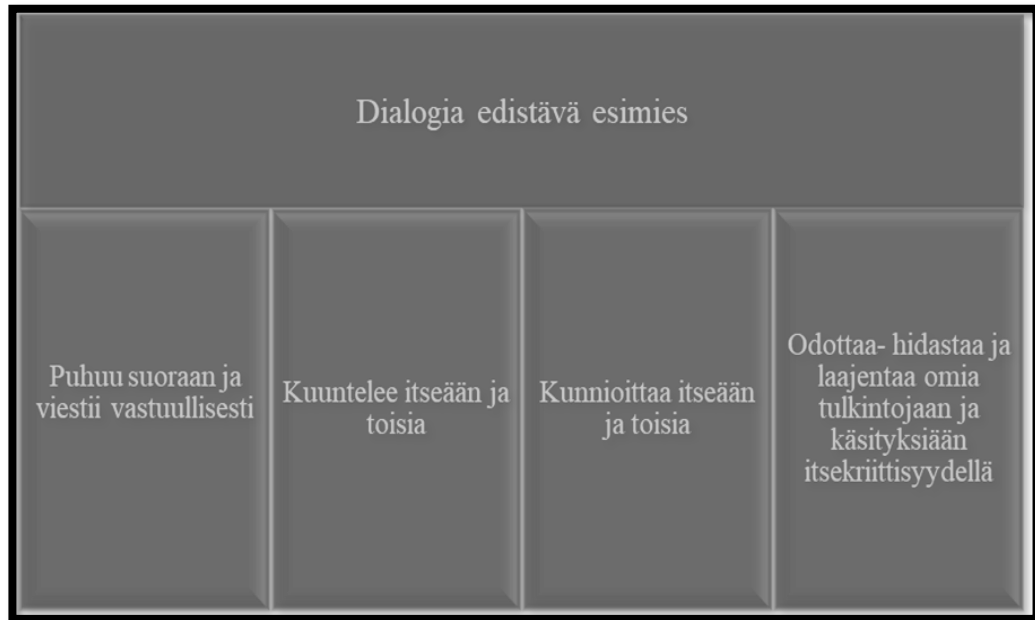 Dialogia edistävä esimies
Puhuu suoraan ja
viestii vastuullisesti
Kuuntelee itseään ja
toisia
Kunnioittaa itseään
ja toisia
Odottaa- hidastaa ja
laajentaa omia
tulkintojaan ja
käsityksiään
itsekriittisyydellä